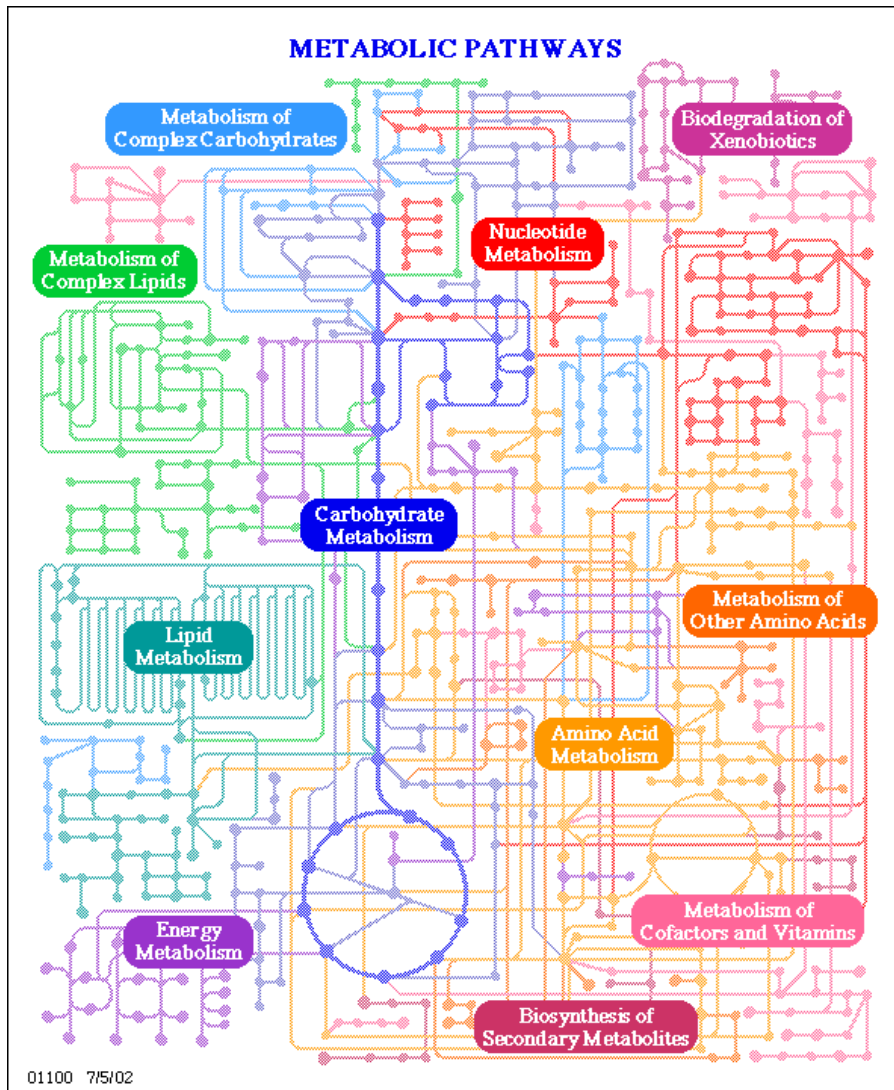 METABOLIC PATHWAYS
Metabolism of
Complex Carbohydrates
Biodegradation of
Xenobiotics
Nucleotide
Metabolism
Metabolism of
Complex Lipids
Carbohydrate
Metabolism
Metabolism of
Other Amino Acids
Lipid
Metabolism
Amino Acid
Metabolism
Metabolism of
Cofactors and Vitamins
Energy
Metabolism
Biosynthesis of
Secondary Metabolites
01100 7/5/02